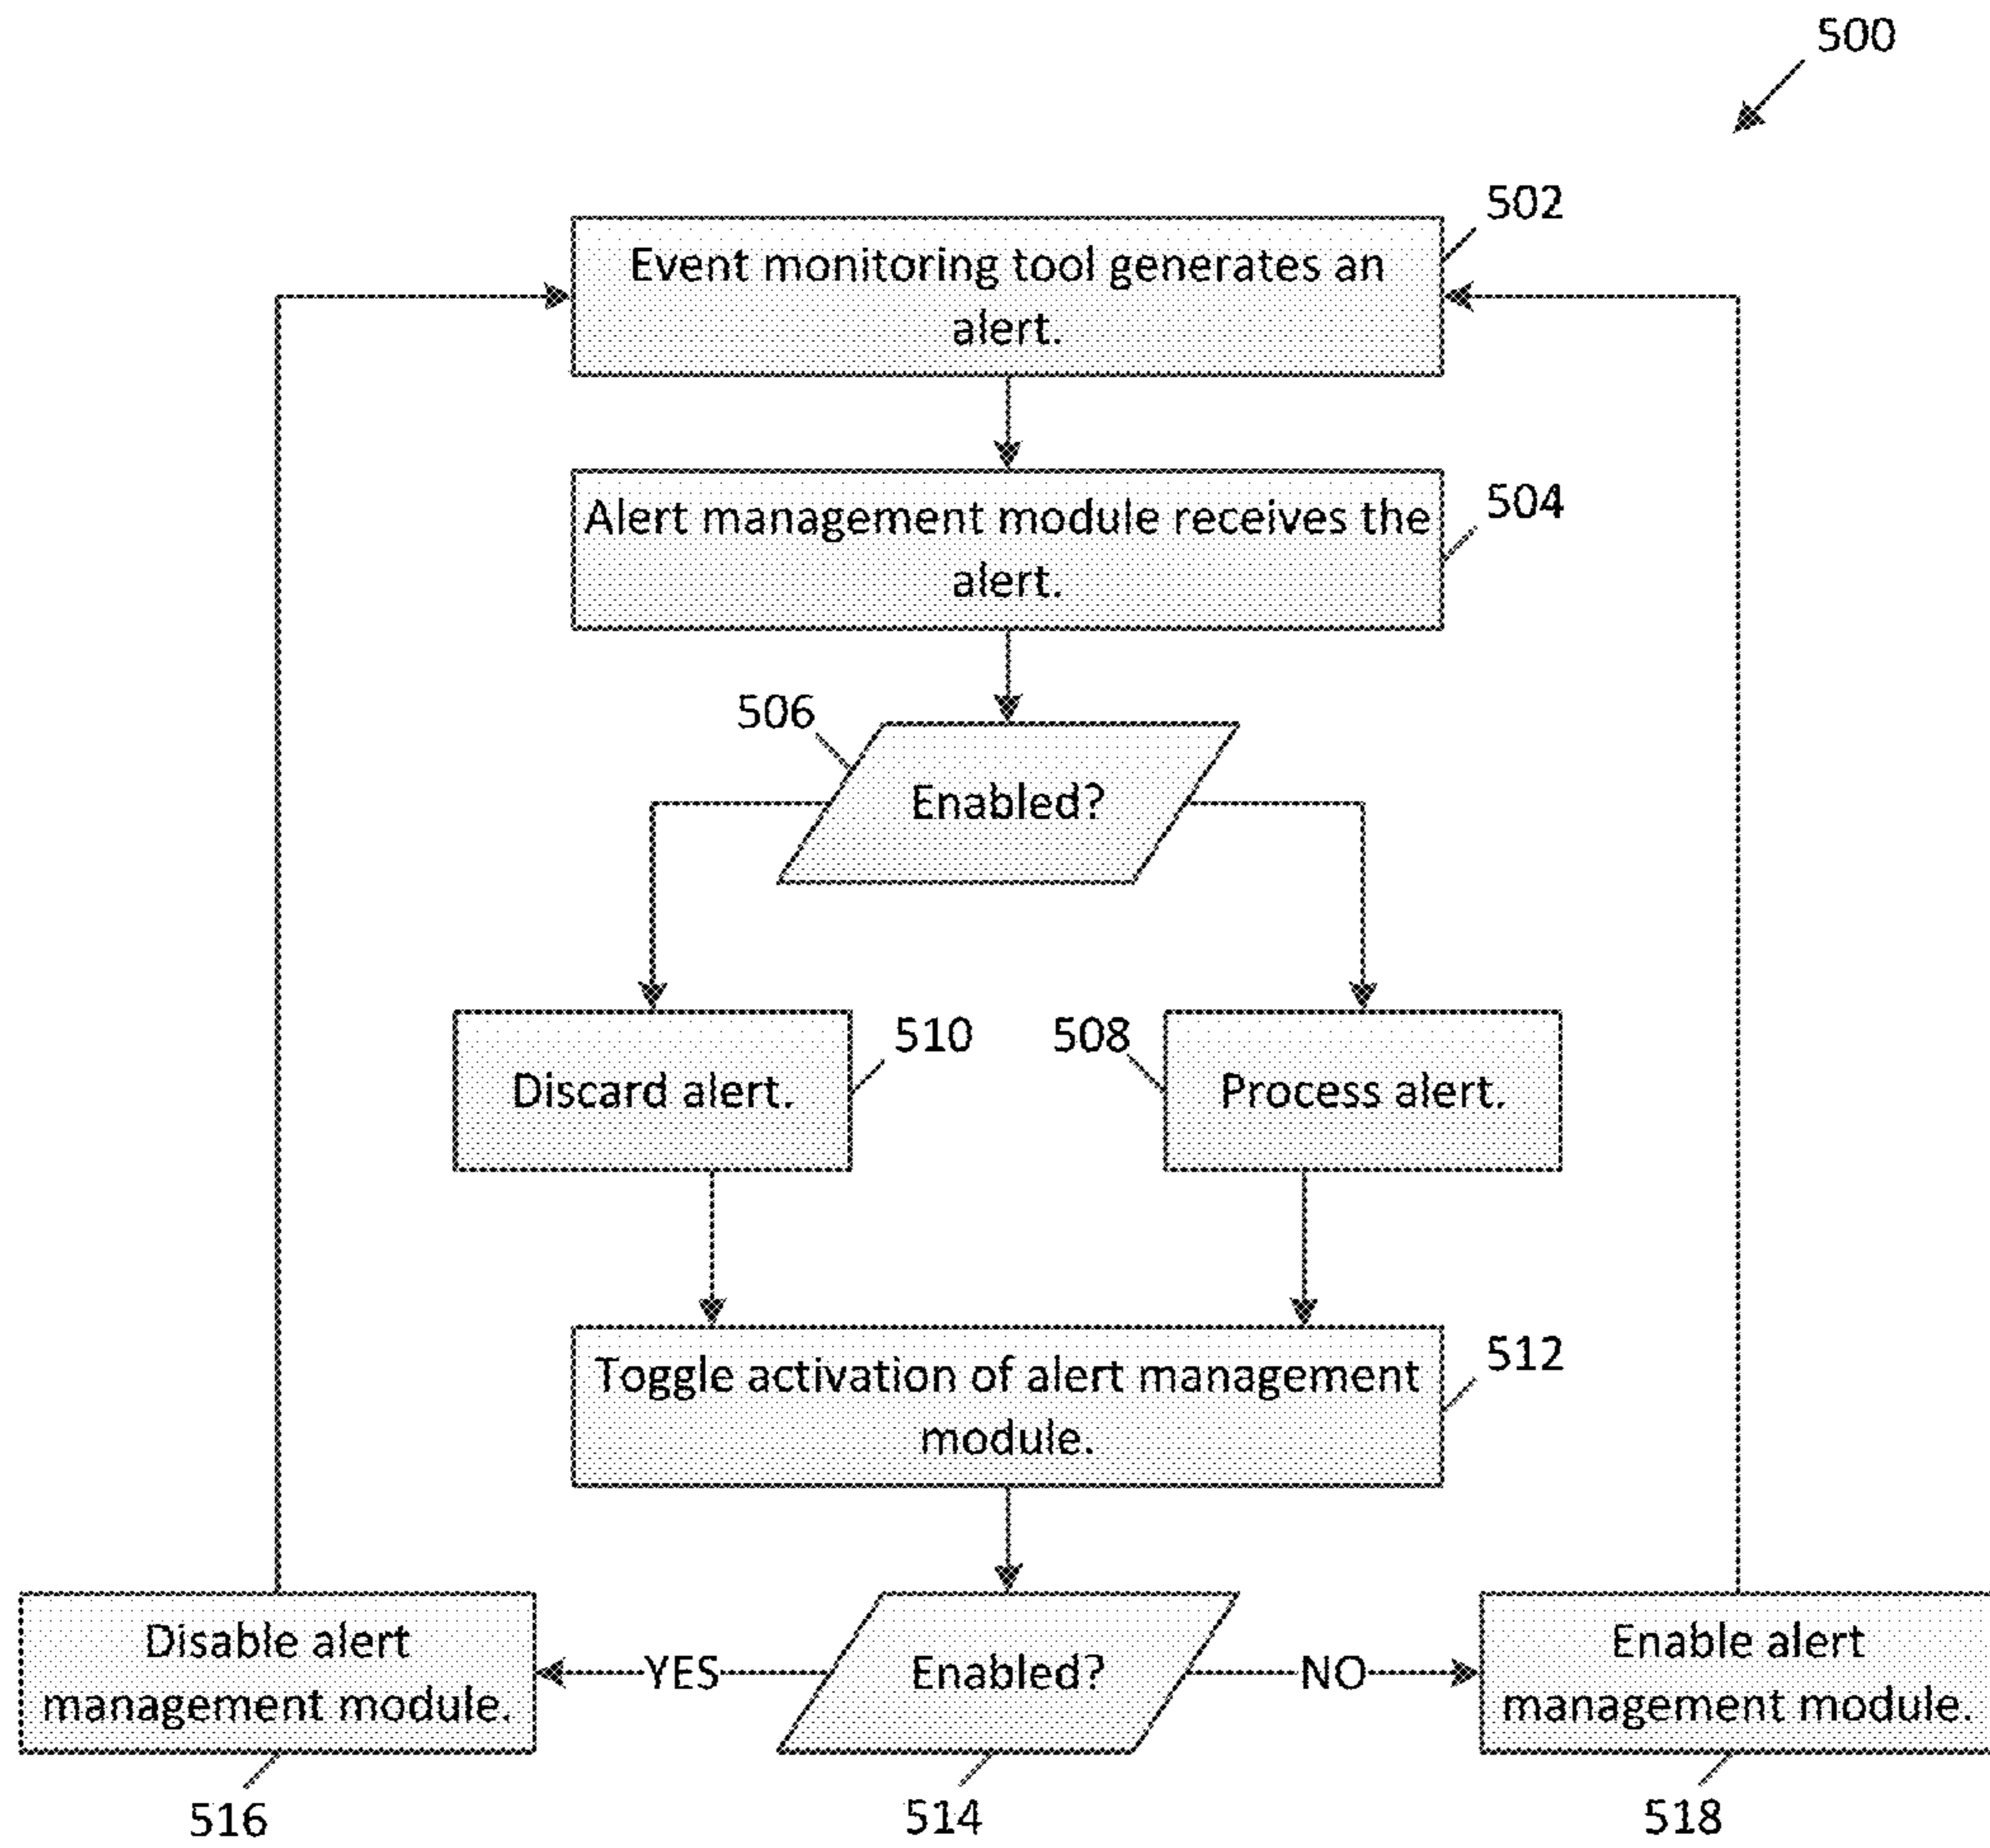 500
502
Event monitoring tool generates an
alert.
504
Alert management module receives the
alert.
506
Enabled?
510
508
Discard alert.
Process alert.
512
Toggle activation of alert management
module.
Disable alert
management module.
YES
Enabled?
NO
Enable alert
management module.
516
514
518